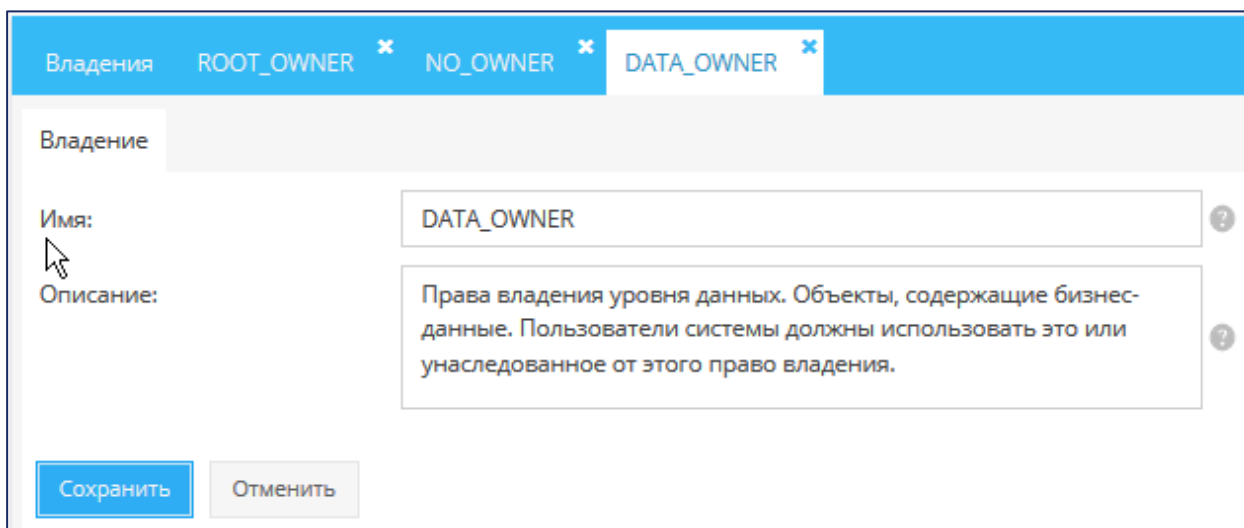 Владения ROOT_OWNER NO_OWNER DATA_OWNER
Владение
Имя: DATA_OWNER
Описание: Права владения уровня данных. Объекты, содержащие бизнес-
данные. Пользователи системы должны использовать это или
унаследованное от этого право владения.
Сохранить Отменить